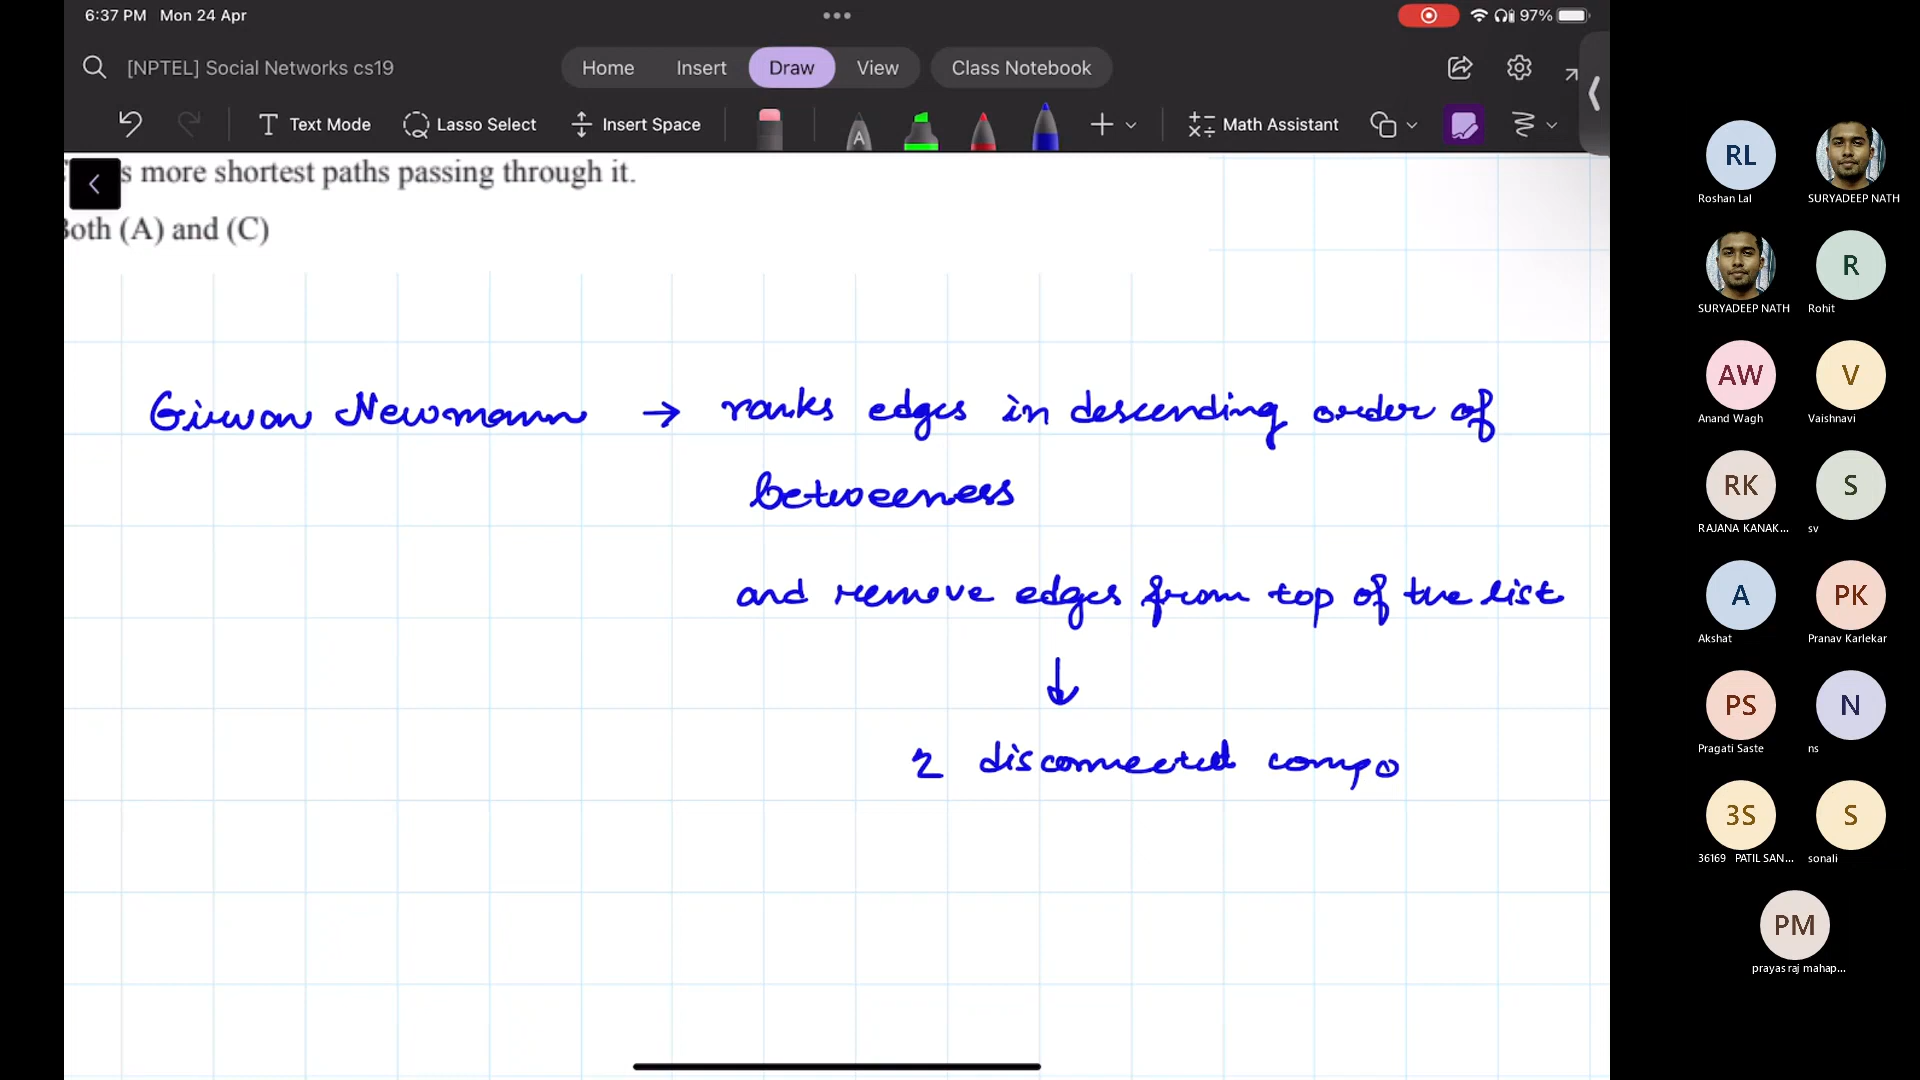 6:37 PM Mon 24 Apr
97%
[NPTEL] Social Networks cs19
Home Insert Draw View Class Notebook
Text Mode Lasso Select Insert Space Math Assistant
s more shortest paths passing through it.
Both (A) and (C)
Girvan Newmann → ranks edges in descending order of
betweeness
and remove edges from top of the list
↓
2 disconnected compo
RL
Roshan Lal
SURYADEEP NATH
SURYADEEP NATH
R
Rohit
AW
Anand Wagh
V
Vaishnavi
RK
RAJANA KANAK...
S
sv
A
Akshat
PK
Pranav Karlekar
PS
Pragati Saste
N
ns
3S
36169 PATIL SAN...
S
sonali
PM
prayas raj mahap...